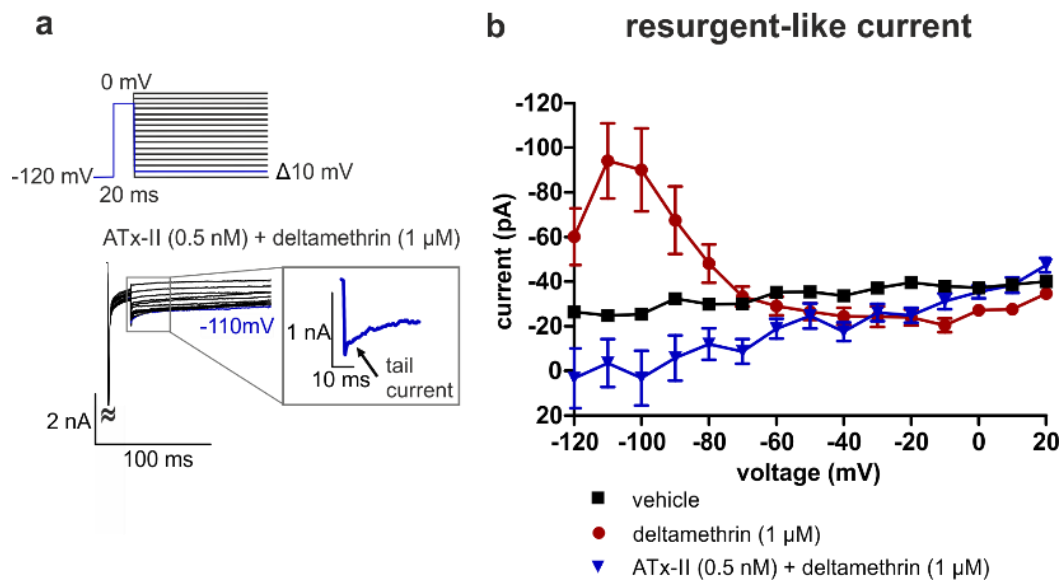 a
0 mV
-120 mV
Δ10 mV
20 ms
ATx-II (0.5 nM) + deltamethrin (1 µM)
-110mV
1 nA
10 ms
tail
current
2 nA
100 ms
b
resurgent-like current
-120
-100
-80
-60
-40
-20
0
20
current (pA)
-120 -100 -80 -60 -40 -20 0 20
voltage (mV)
vehicle
deltamethrin (1 µM)
ATx-II (0.5 nM) + deltamethrin (1 µM)